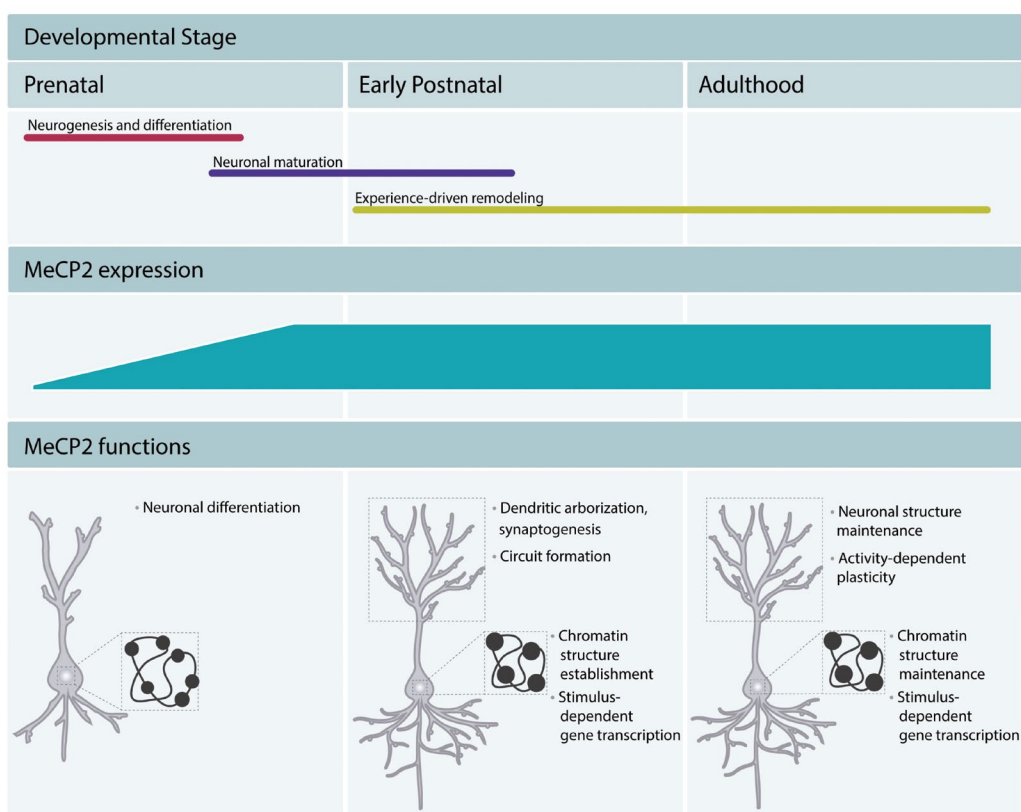 Developmental Stage
Prenatal
Early Postnatal
Adulthood
Neurogenesis and differentiation
Neuronal maturation
Experience-driven remodeling
MeCP2 expression
MeCP2 functions
• Neuronal differentiation
• Dendritic arborization,
synaptogenesis
• Circuit formation
• Chromatin
structure
establishment
• Stimulus-
dependent
gene transcription
• Neuronal structure
maintenance
• Activity-dependent
plasticity
• Chromatin
structure
maintenance
• Stimulus-
dependent
gene transcription